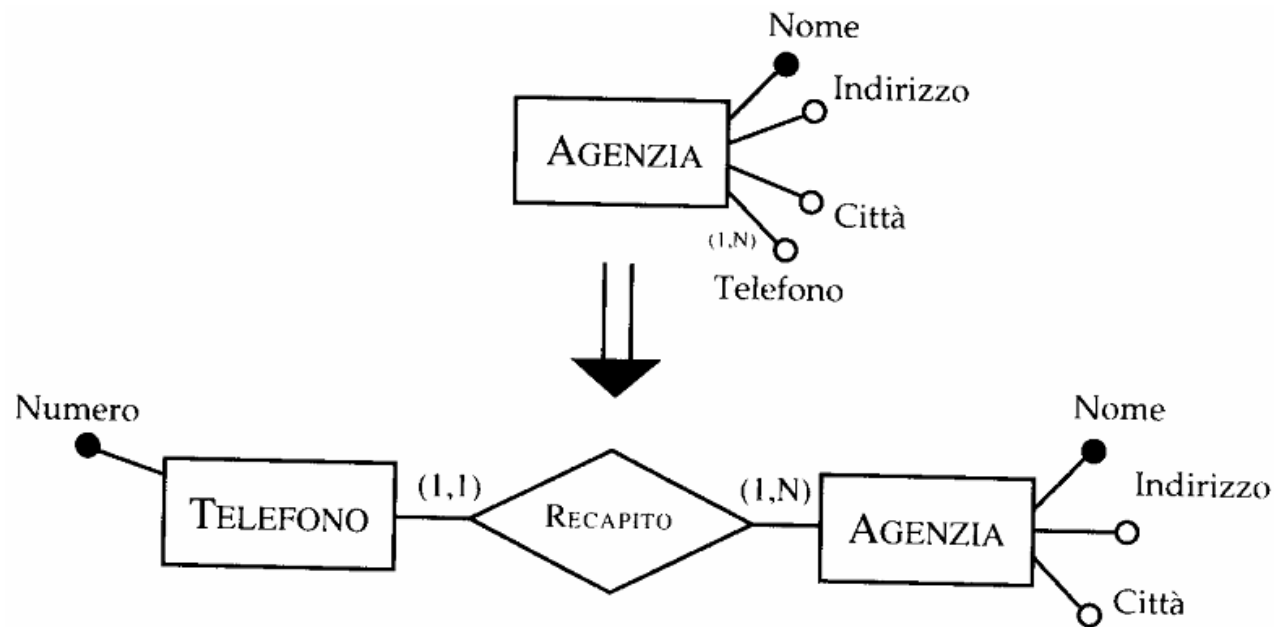 Nome
Indirizzo
AGENZIA
Città
(1,N)
Telefono
Numero
Nome
(1,1)
(1,N)
Indirizzo
TELEFONO
RECAPITO
AGENZIA
Città